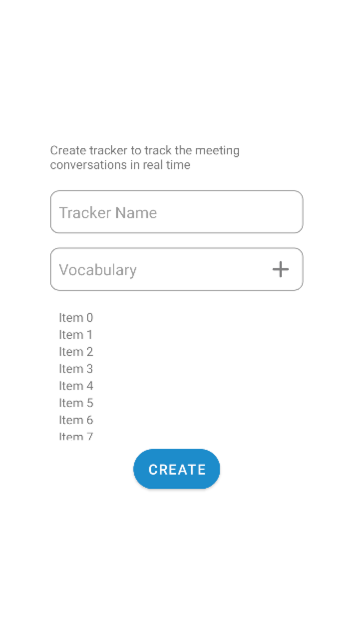 Create tracker to track the meeting
conversations in real time
Tracker Name
Vocabulary +
Item 0
Item 1
Item 2
Item 3
Item 4
Item 5
Item 6
Item 7
CREATE